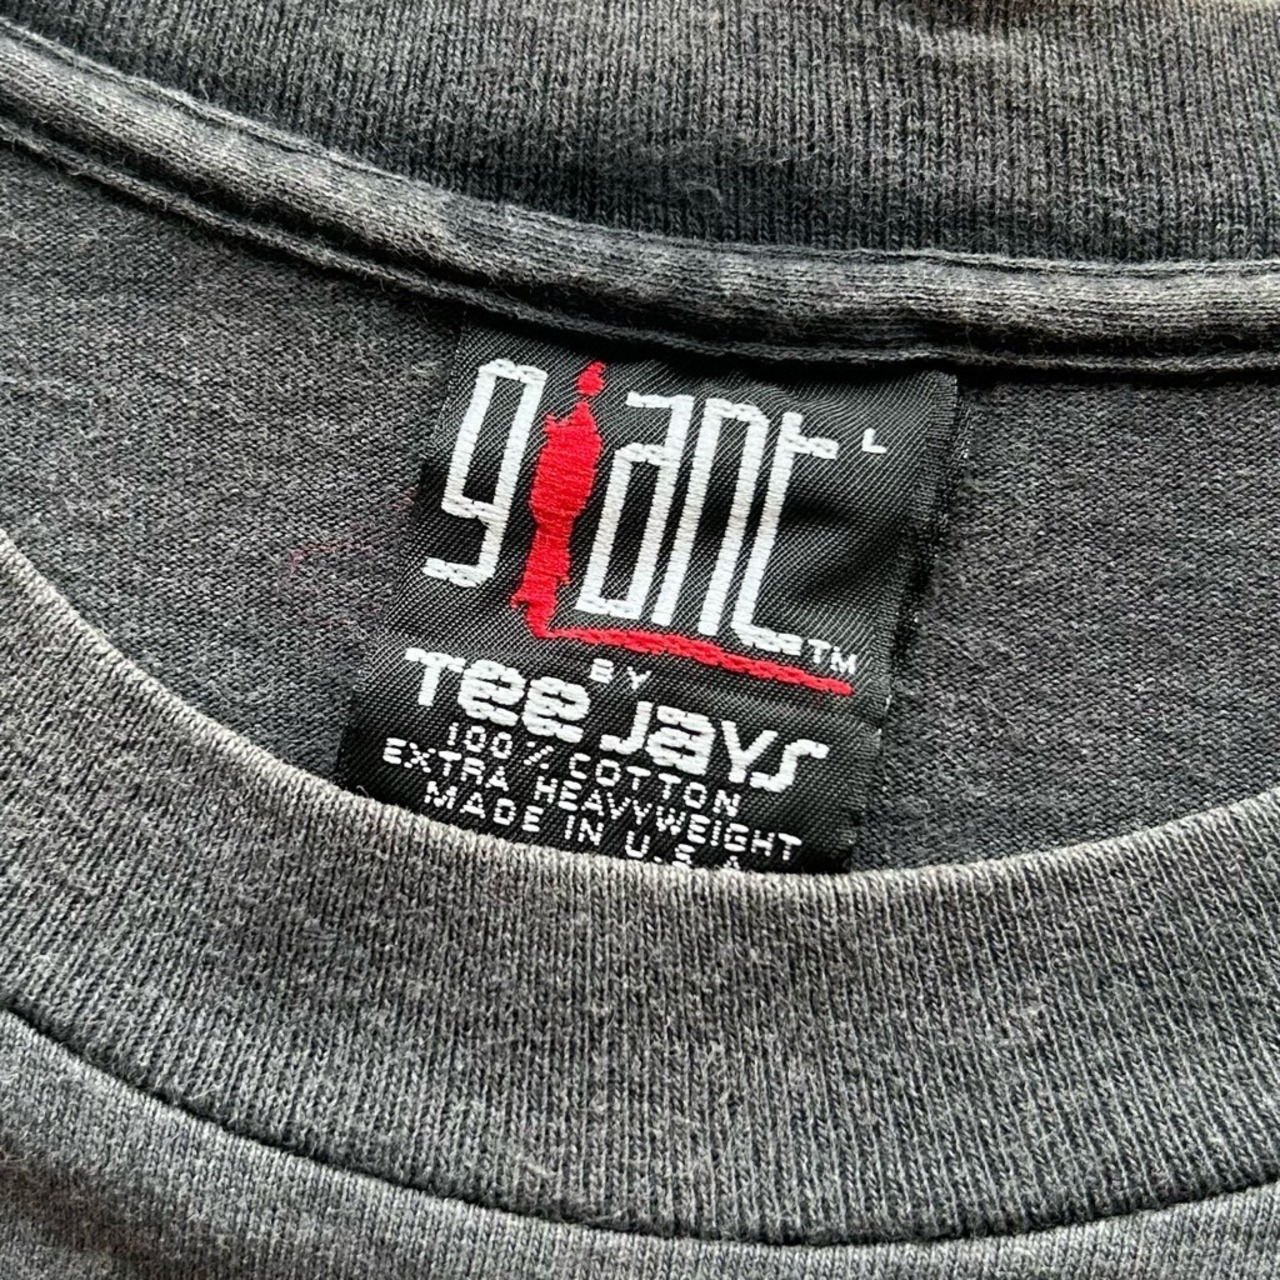 giant L
TM
BY
Tee Jays
100% COTTON
EXTRA HEAVYWEIGHT
MADE IN U.S.A